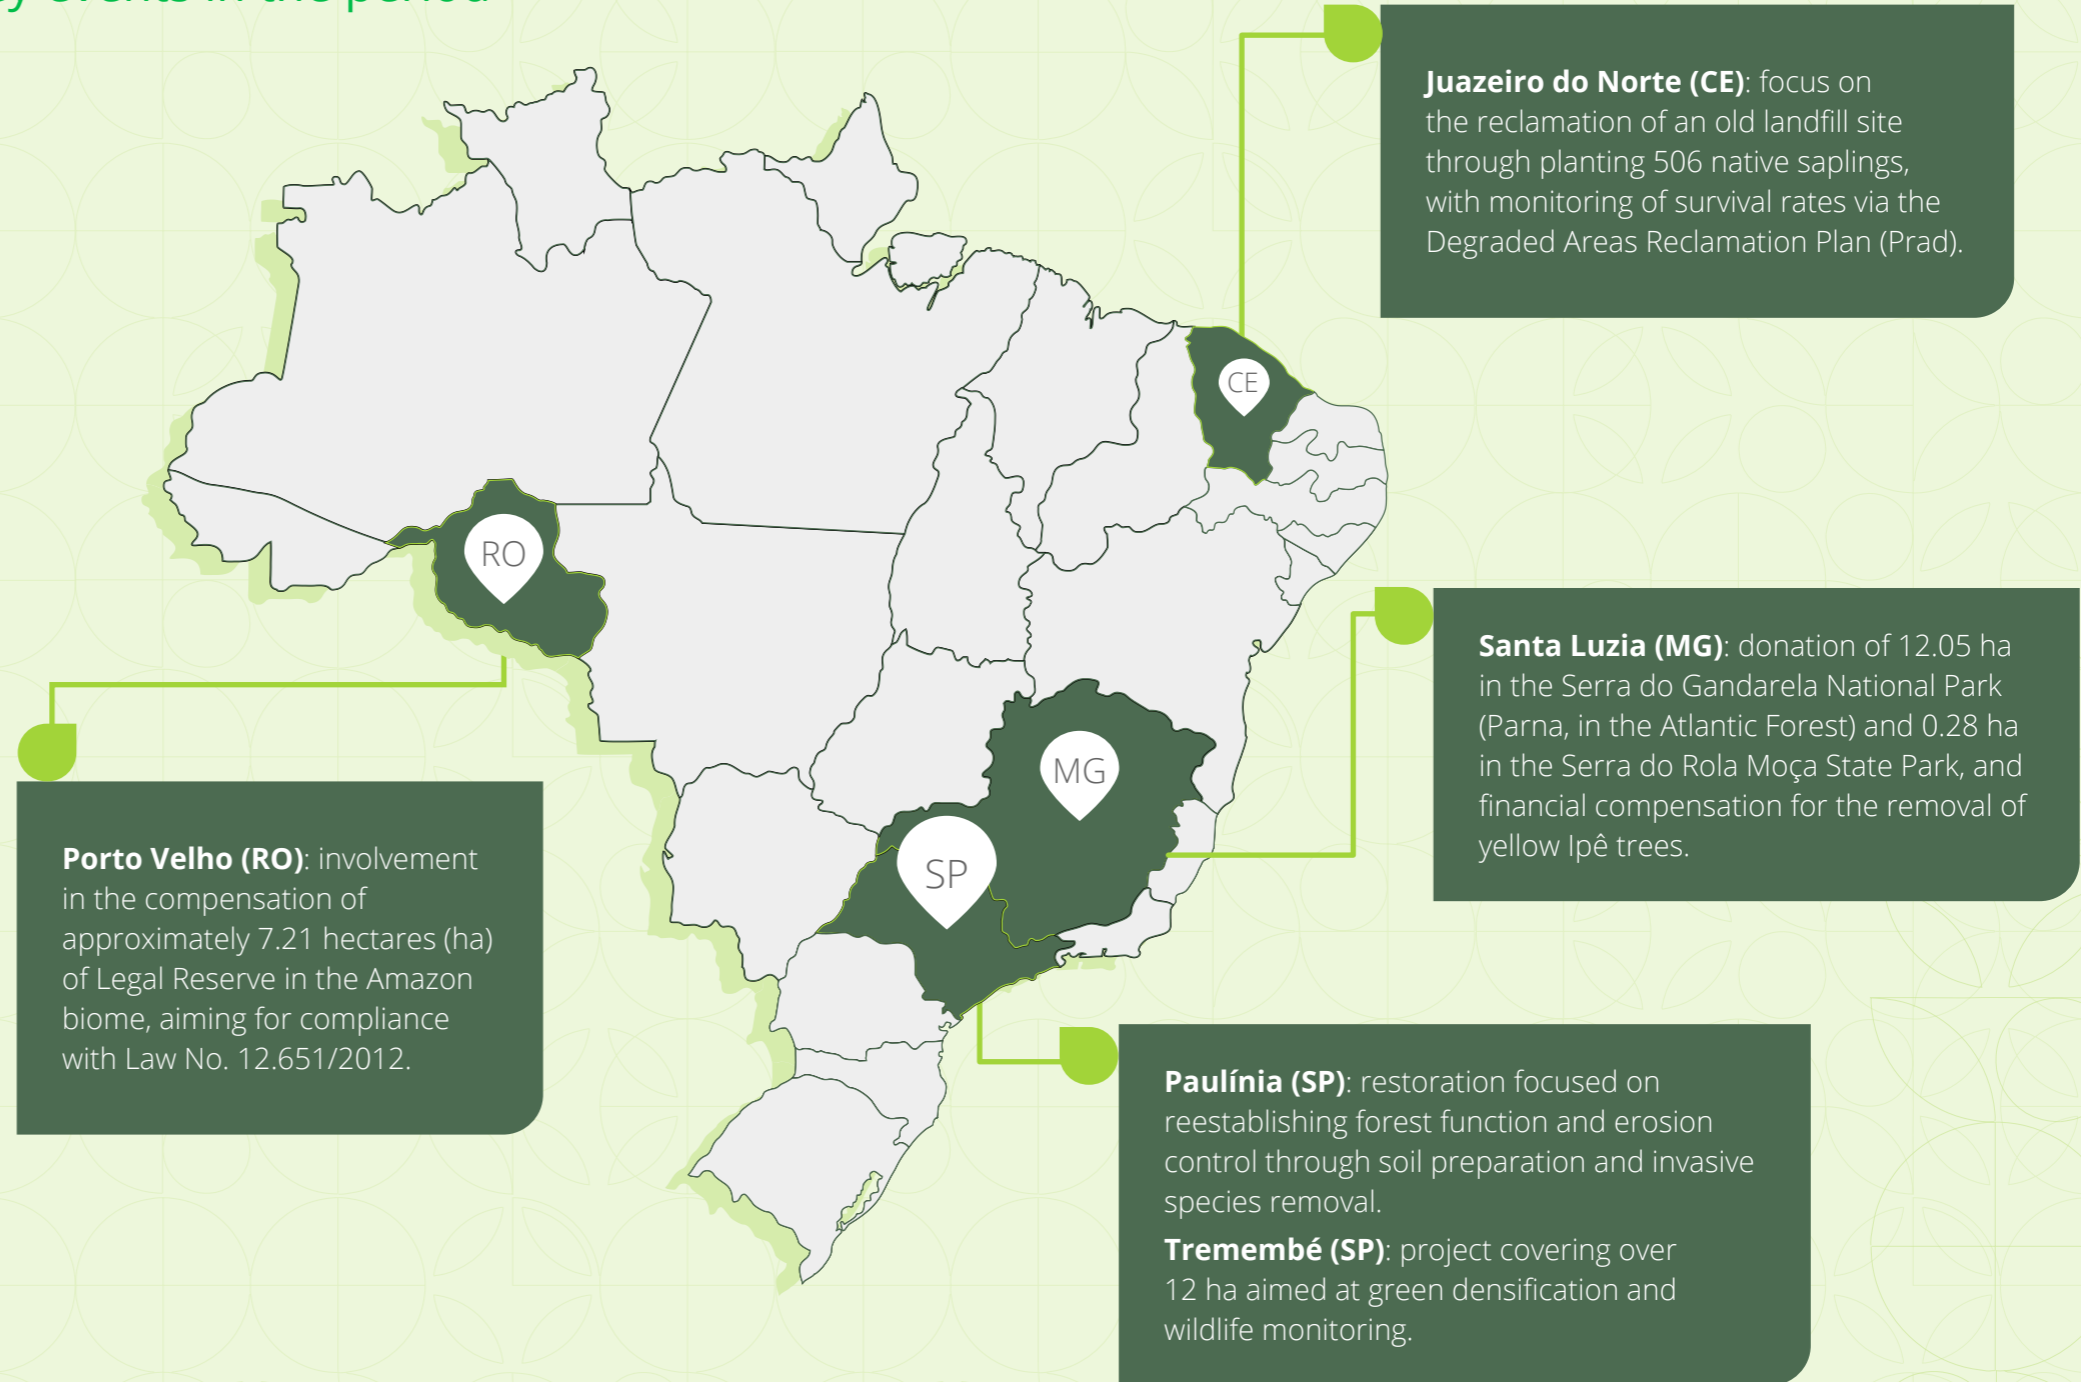 events in the period
Juazeiro do Norte (CE): focus on
the reclamation of an old landfill site
through planting 506 native saplings,
with monitoring of survival rates via the
Degraded Areas Reclamation Plan (Prad).
CE
RO
Santa Luzia (MG): donation of 12.05 ha
in the Serra do Gandarela National Park
(Parna, in the Atlantic Forest) and 0.28 ha
in the Serra do Rola Moça State Park, and
financial compensation for the removal of
yellow Ipê trees.
MG
SP
Porto Velho (RO): involvement
in the compensation of
approximately 7.21 hectares (ha)
of Legal Reserve in the Amazon
biome, aiming for compliance
with Law No. 12.651/2012.
Paulínia (SP): restoration focused on
reestablishing forest function and erosion
control through soil preparation and invasive
species removal.
Tremembé (SP): project covering over
12 ha aimed at green densification and
wildlife monitoring.